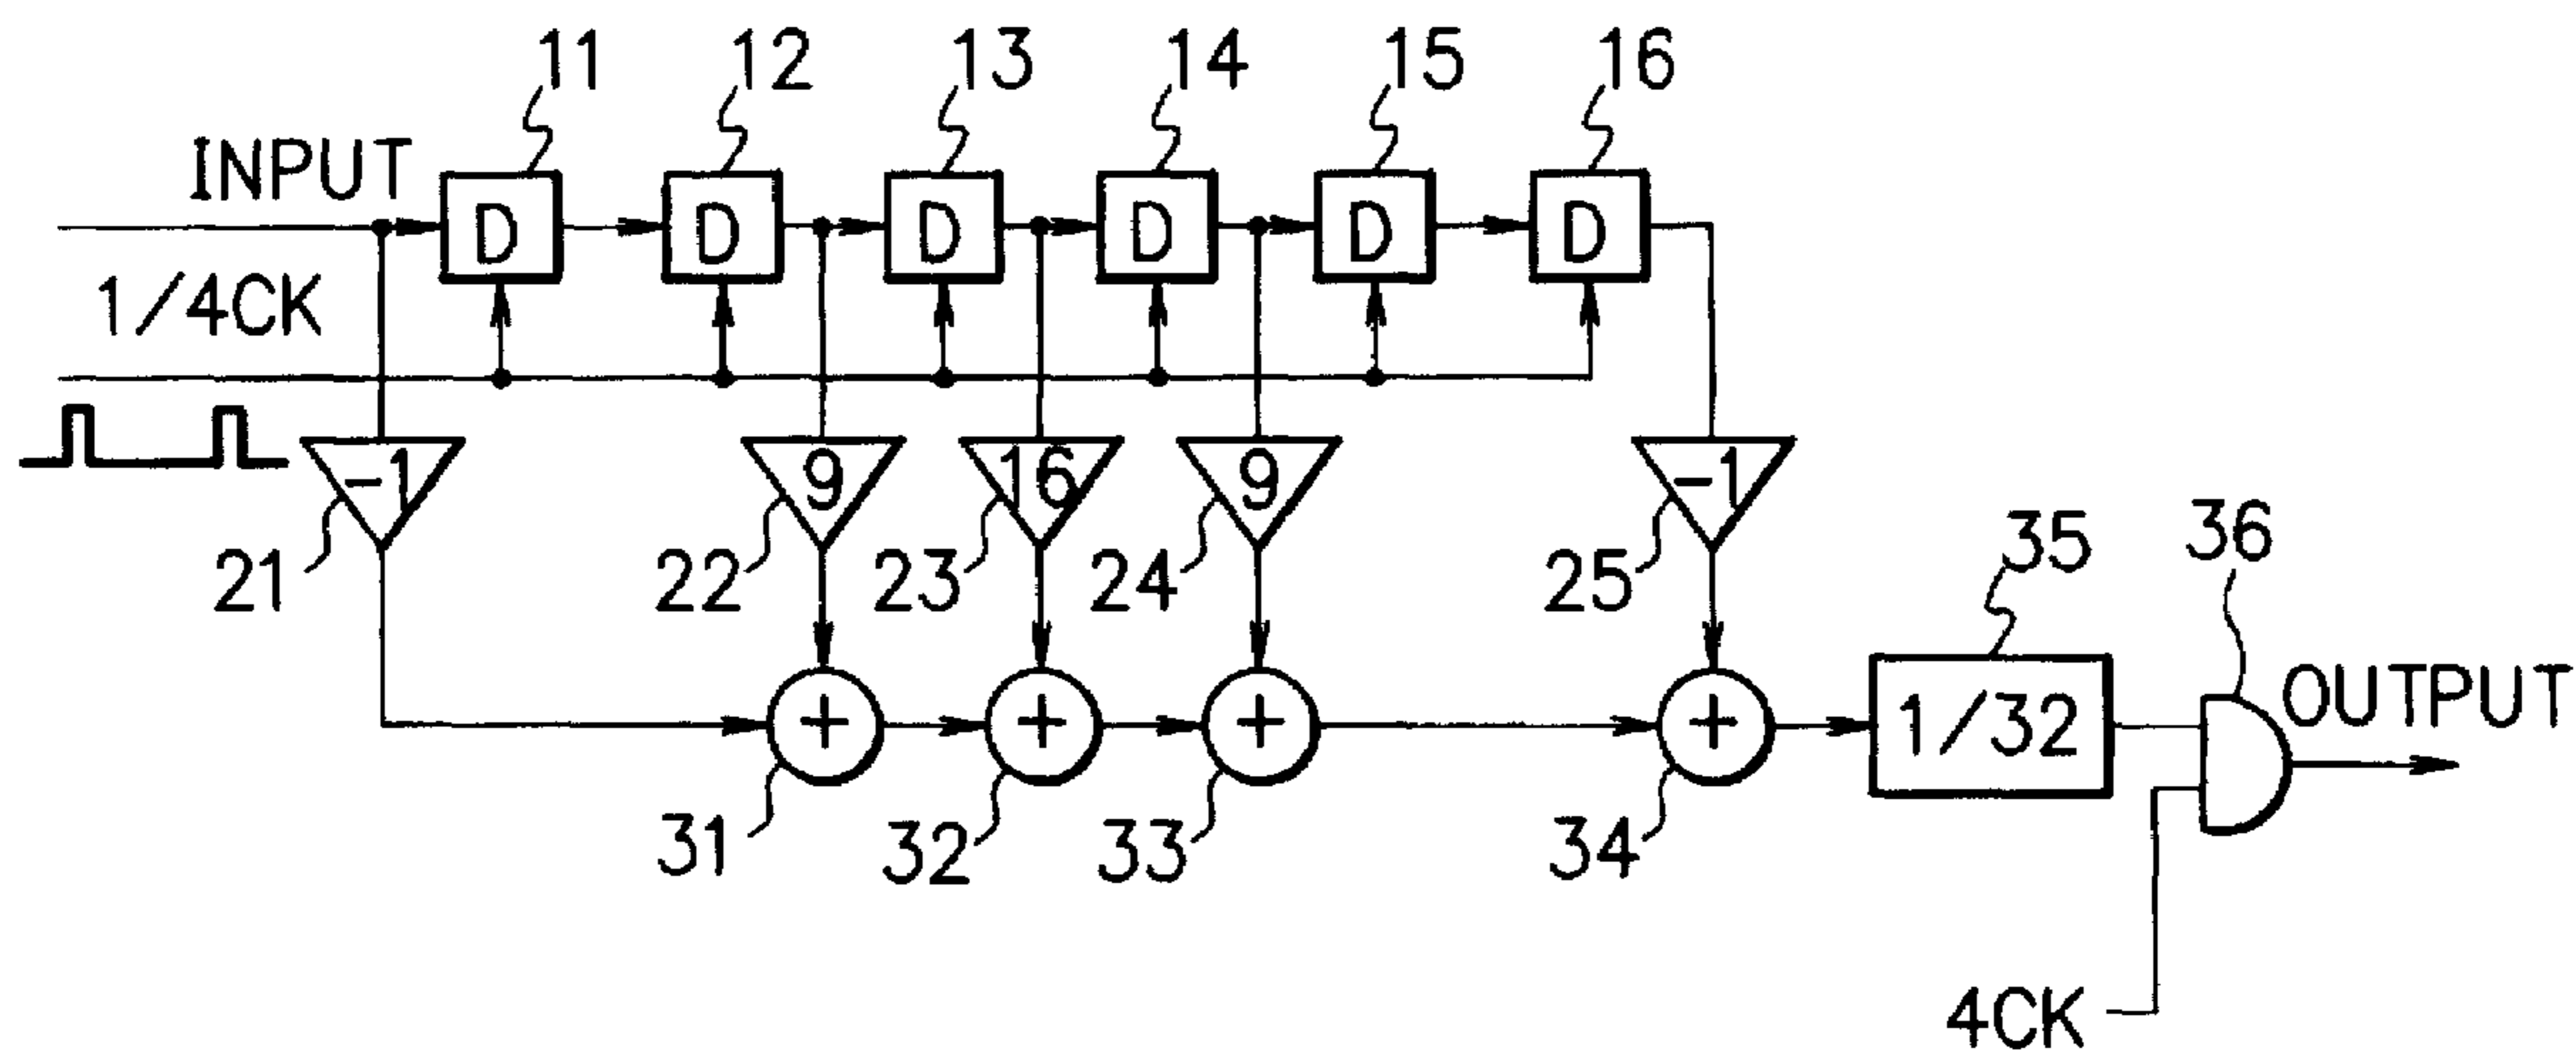 11 12 13 14 15 16
INPUT
D D D D D D
1/4CK
-1 9 16 9 -1
21 22 23 24 25 35 36
+ + + + 1/32 OUTPUT
31 32 33 34
4CK